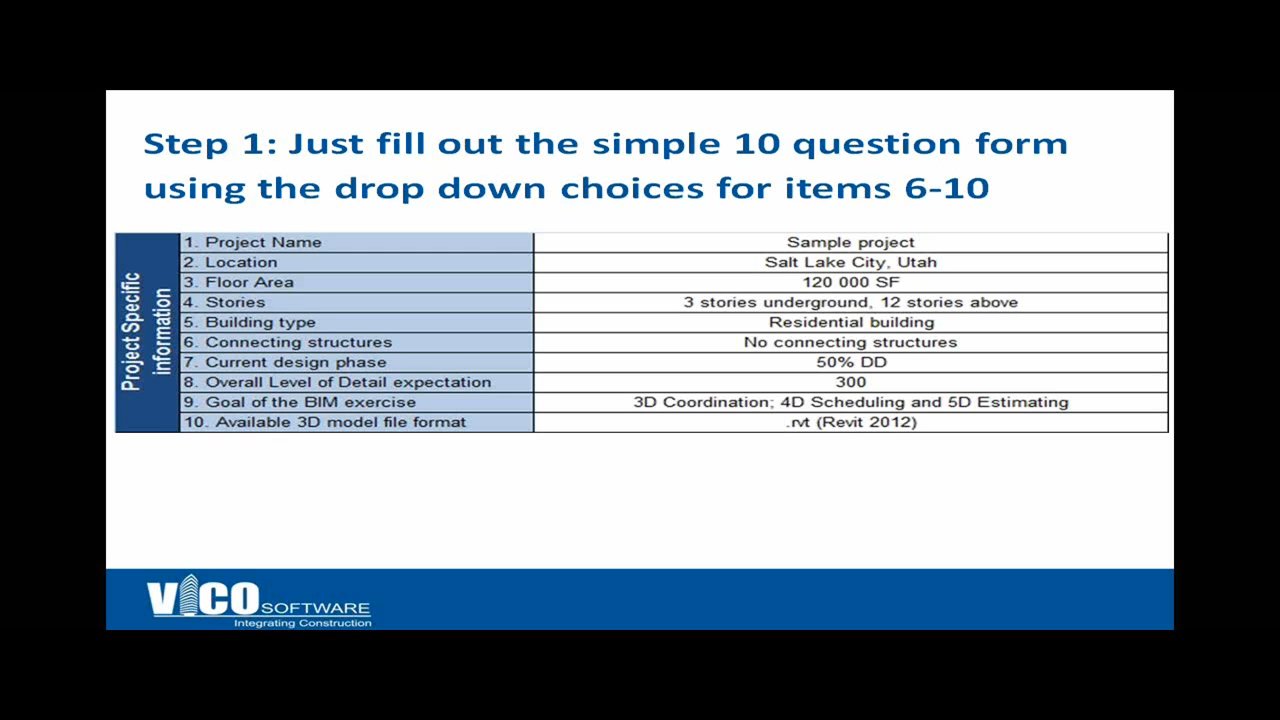 Step 1: Just fill out the simple 10 question form
using the drop down choices for items 6-10
Project Specific
information
1. Project Name Sample project
2. Location Salt Lake City, Utah
3. Floor Area 120 000 SF
4. Stories 3 stories underground, 12 stories above
5. Building type Residential building
6. Connecting structures No connecting structures
7. Current design phase 50% DD
8. Overall Level of Detail expectation 300
9. Goal of the BIM exercise 3D Coordination; 4D Scheduling and 5D Estimating
10. Available 3D model file format .rvt (Revit 2012)
VICO SOFTWARE
Integrating Construction